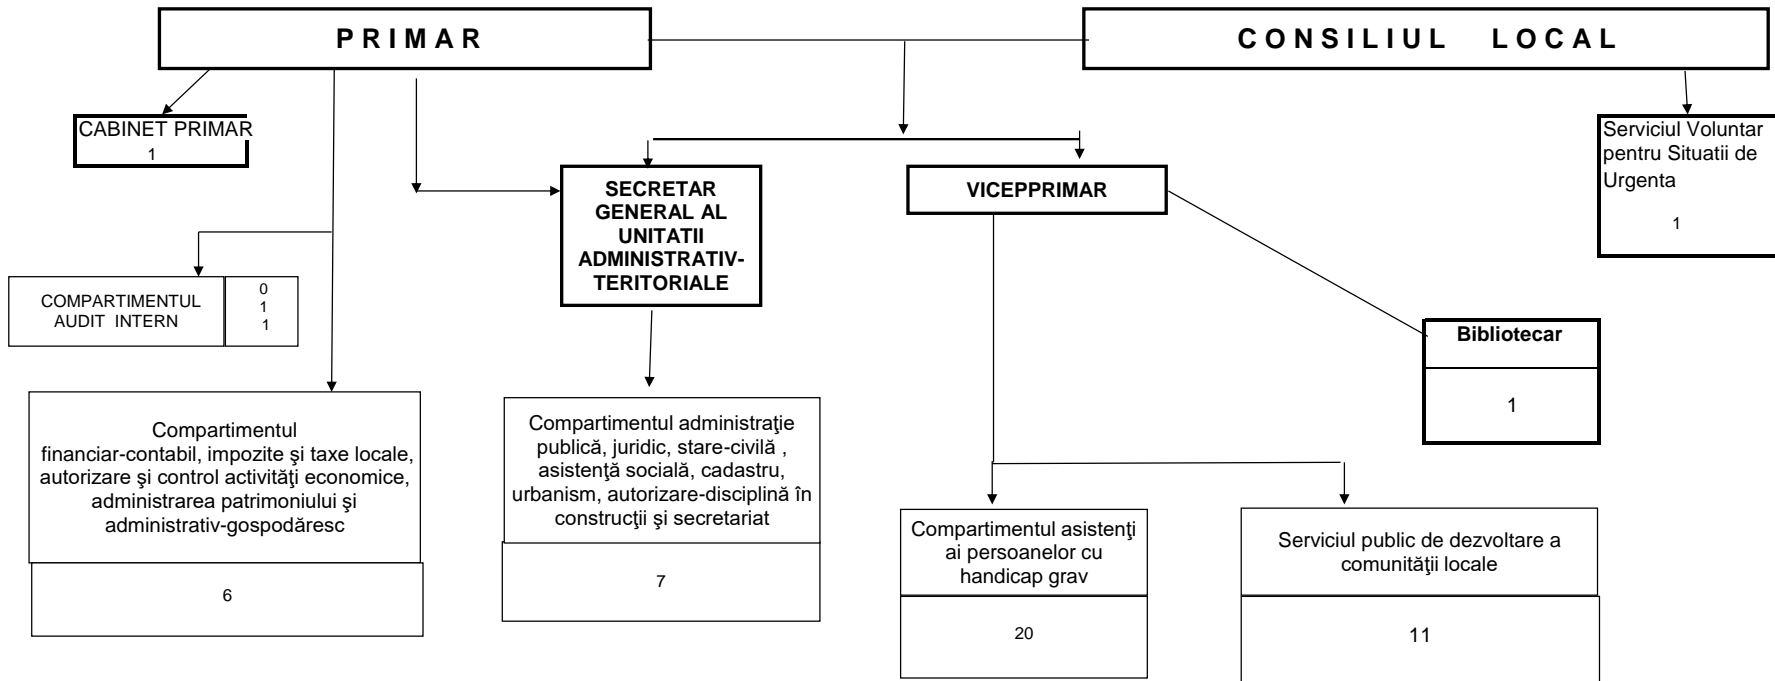 P R I M A R
C O N S I L I U L   L O C A L
CABINET PRIMAR
1
Serviciul Voluntar
pentru Situatii de
Urgenta
1
SECRETAR
GENERAL AL
UNITATII
ADMINISTRATIV-
TERITORIALE
VICEPPRIMAR
COMPARTIMENTUL
AUDIT INTERN
0
1
1
Bibliotecar
1
Compartimentul
financiar-contabil, impozite şi taxe locale,
autorizare şi control activităţi economice,
administrarea patrimoniului şi
administrativ-gospodăresc
6
Compartimentul administraţie
publică, juridic, stare-civilă ,
asistenţă socială, cadastru,
urbanism, autorizare-disciplină în
construcţii şi secretariat
7
Compartimentul asistenţi
ai persoanelor cu
handicap grav
20
Serviciul public de dezvoltare a
comunităţii locale
11